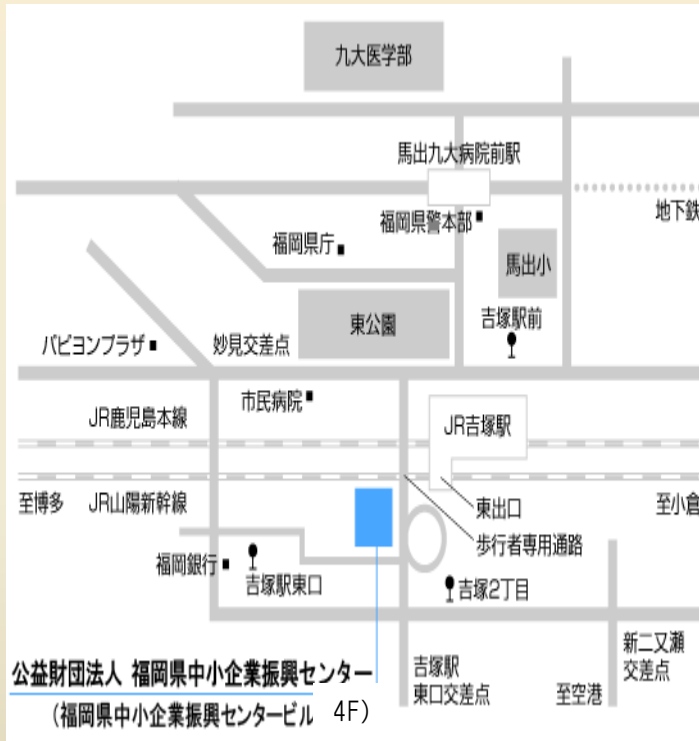 九大医学部
馬出九大病院前駅
地下鉄
福岡県警本部
福岡県庁
馬出小
東公園
吉塚駅前
パピヨンプラザ
妙見交差点
市民病院
JR鹿児島本線
JR吉塚駅
至博多
JR山陽新幹線
東出口
至小倉
歩行者専用通路
福岡銀行
吉塚駅東口
吉塚2丁目
新二又瀬
交差点
公益財団法人 福岡県中小企業振興センター
(福岡県中小企業振興センタービル 4F)
吉塚駅
東口交差点
至空港